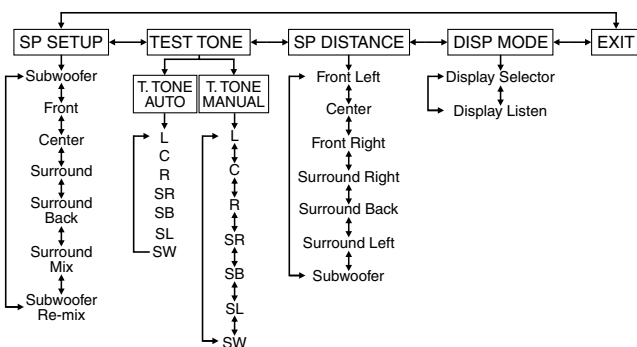 SP SETUP
TEST TONE
SP DISTANCE
DISP MODE
EXIT
Subwoofer
Front
Center
Surround
Surround
Back
Surround
Mix
Subwoofer
Re-mix
T. TONE
AUTO
L
C
R
SR
SB
SL
SW
T. TONE
MANUAL
L
C
R
SR
SB
SL
SW
Front Left
Center
Front Right
Surround Right
Surround Back
Surround Left
Subwoofer
Display Selector
Display Listen